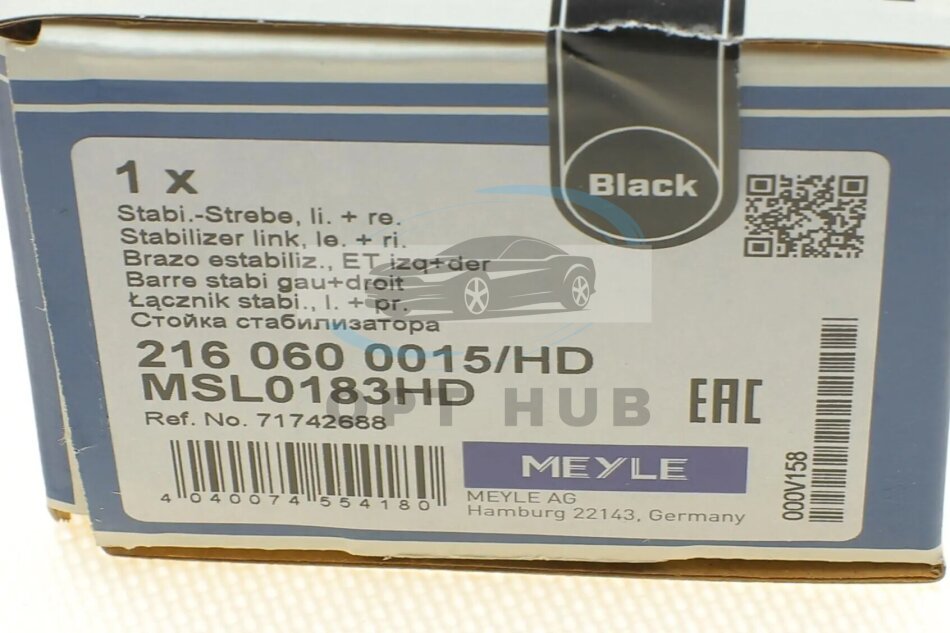 Black
1 x
Stabi.-Strebe, li. + re.
Stabilizer link, le. + ri.
Brazo estabiliz., ET izq+der
Barre stabi gau+droit
Łącznik stabi., l. + pr.
Стойка стабилизатора
216 060 0015/HD
MSL0183HD
Ref. No. 71742688
OPT HUB
EAC
4 040074 554180
MEYLE
MEYLE AG
Hamburg 22143, Germany
000V158